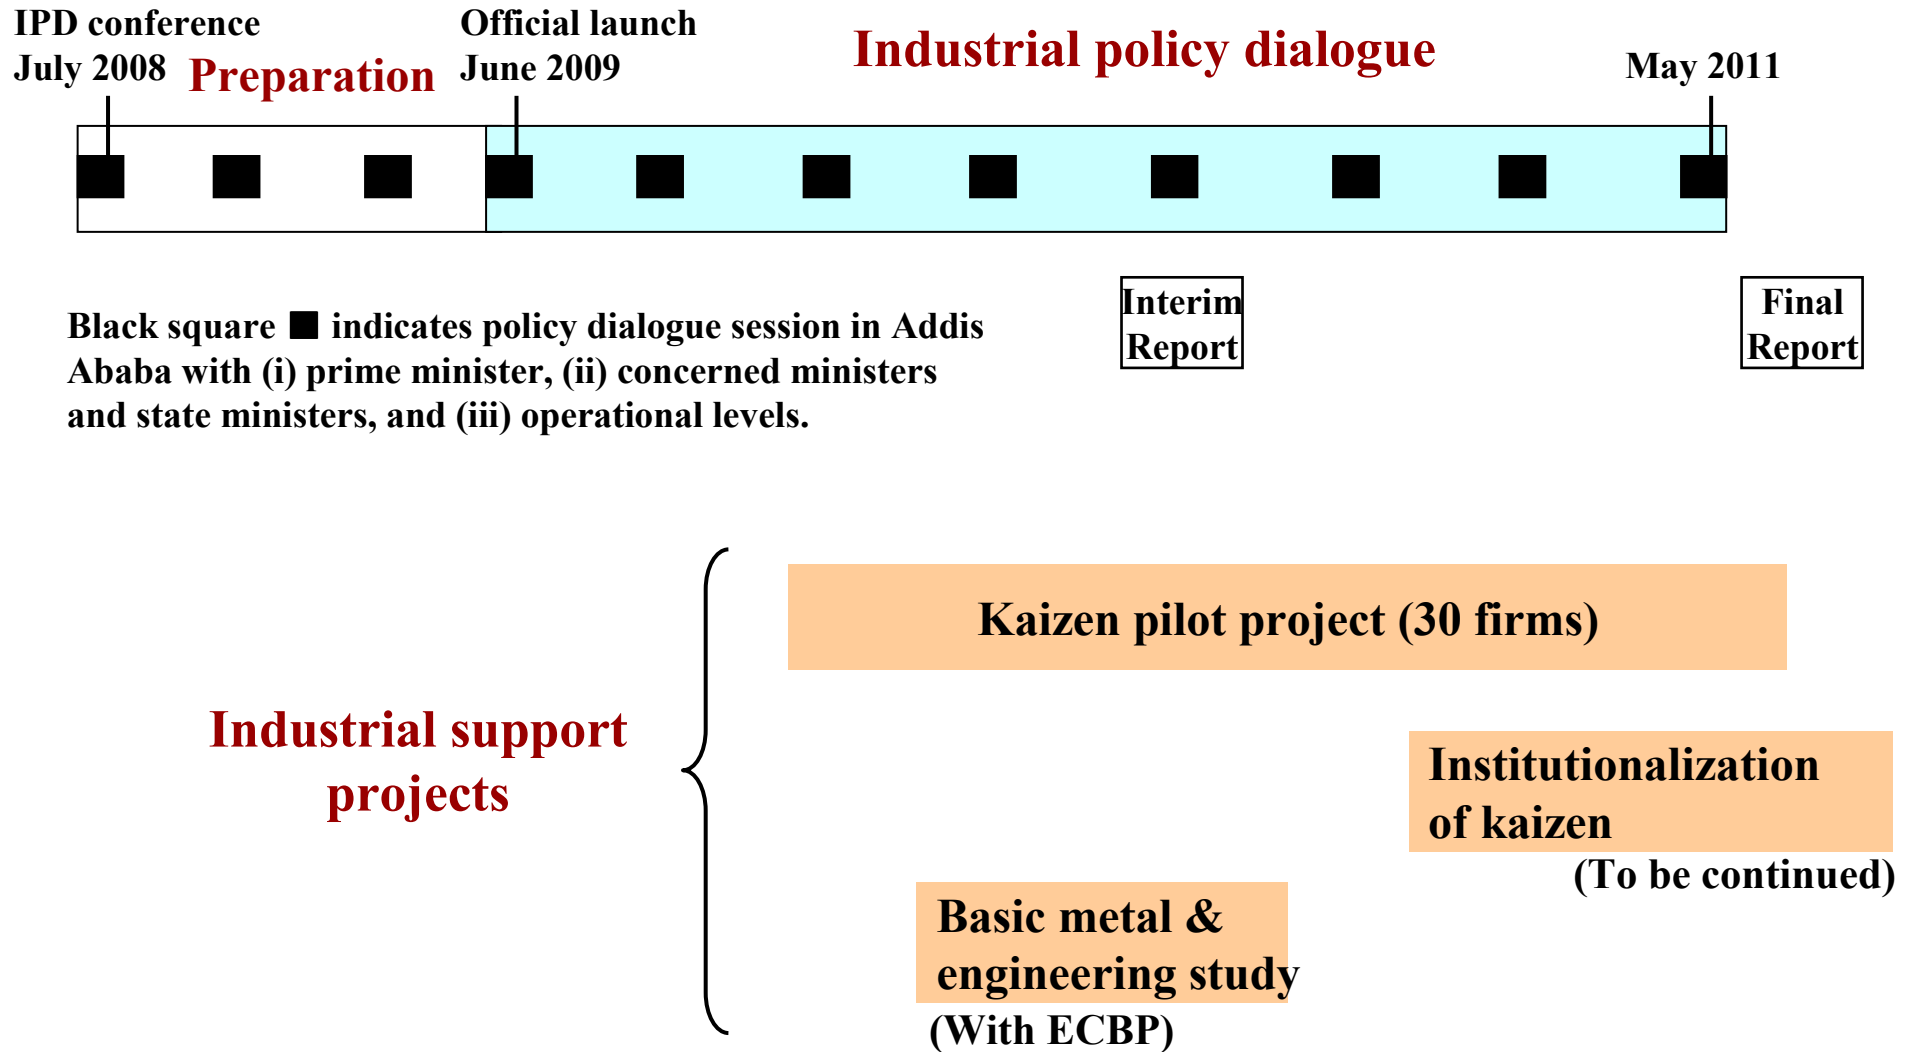 IPD conference
July 2008
Preparation
Official launch
June 2009
Industrial policy dialogue
May 2011
Interim
Report
Final
Report
Black square ■ indicates policy dialogue session in Addis
Ababa with (i) prime minister, (ii) concerned ministers
and state ministers, and (iii) operational levels.
Kaizen pilot project (30 firms)
Industrial support
projects
Institutionalization
of kaizen
(To be continued)
Basic metal &
engineering study
(With ECBP)